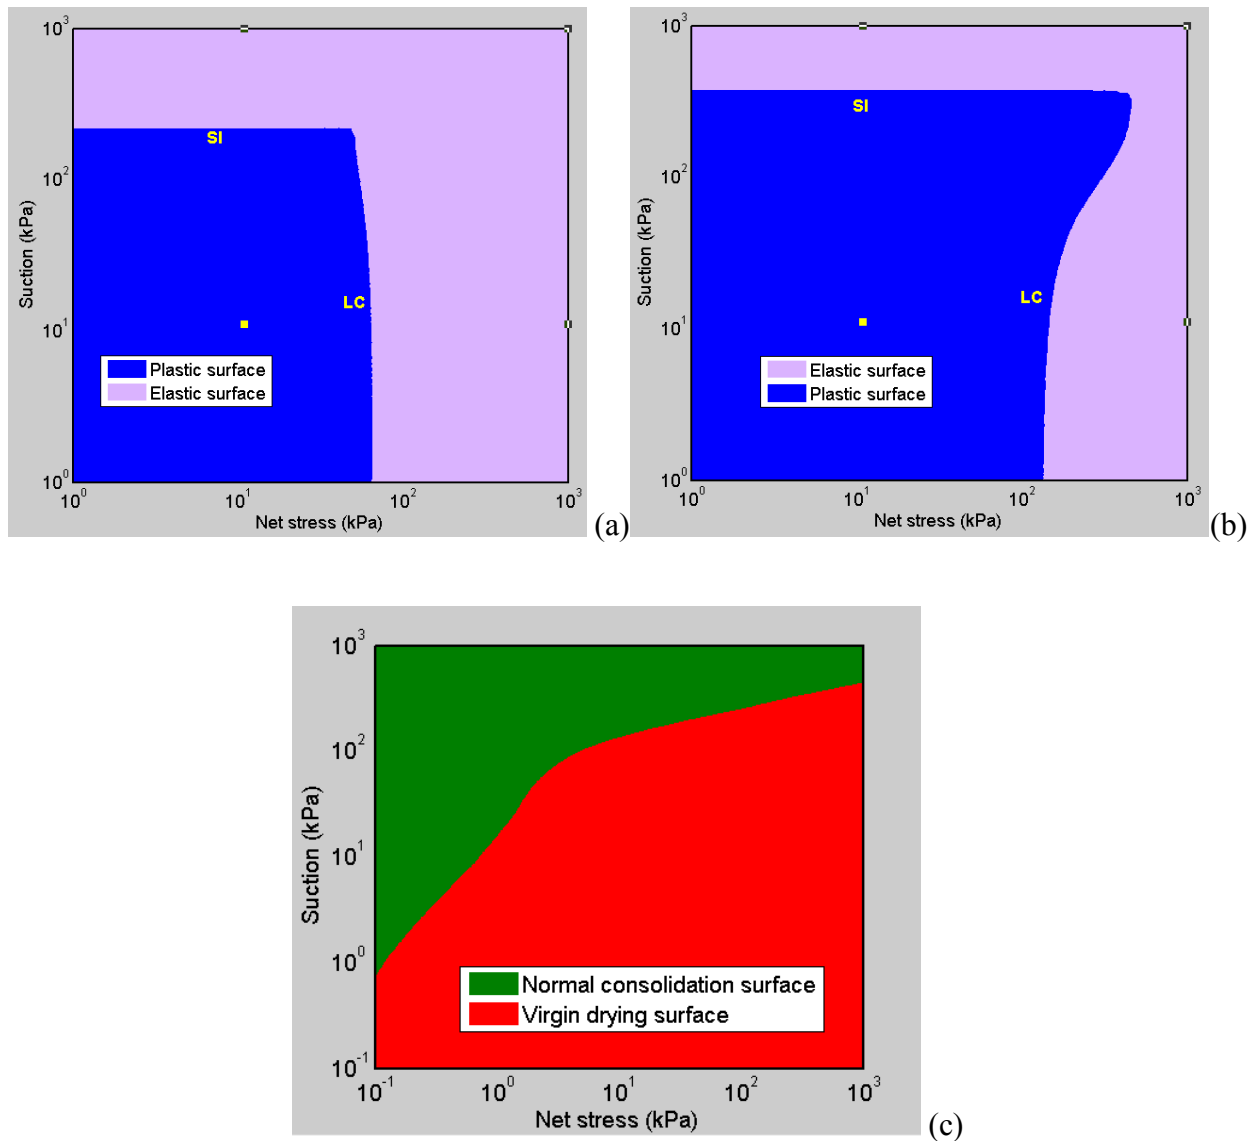 10^3
SI
10^2
Suction (kPa)
LC
10^1
Plastic surface
Elastic surface
10^0
10^0 10^1 10^2 10^3
Net stress (kPa)
(a)
10^3
SI
10^2
Suction (kPa)
LC
10^1
Elastic surface
Plastic surface
10^0
10^0 10^1 10^2 10^3
Net stress (kPa)
(b)
10^3
10^2
Suction (kPa)
10^1
10^0
Normal consolidation surface
Virgin drying surface
10^-1
10^-1 10^0 10^1 10^2 10^3
Net stress (kPa)
(c)